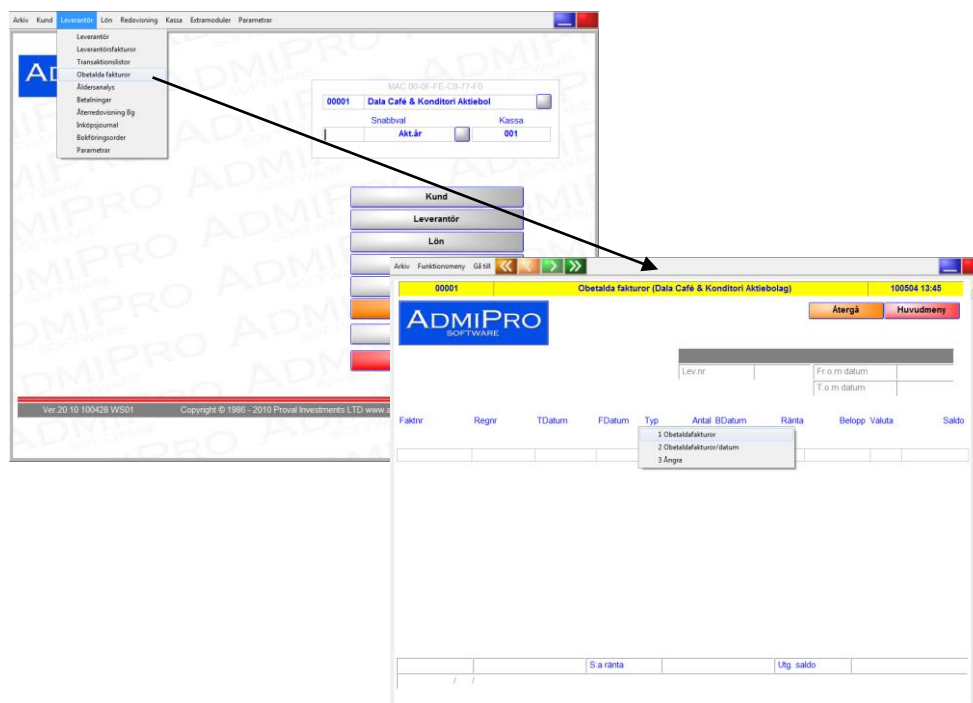 Arkiv Kund Leverantör Lön Redovisning Kassa Extramoduler Parametrar
Leverantör
Leverantörsfakturor
Transaktionslistor
Obetalda fakturor
Åldersanalys
Betalningar
Återredovisning Bg
Inköpsjournal
Bokföringsorder
Parametrar
MAC:00-0F-FE-C9-77-F0
00001 Dala Café & Konditori Aktiebol
Snabbval Kassa
Akt.år 001
Kund
Leverantör
Lön
Ver.20.10 100428 WS01 Copyright © 1986 - 2010 Proval Investments LTD www.a
Arkiv Funktionsmeny Gå till
00001 Obetalda fakturor (Dala Café & Konditori Aktiebolag) 100504 13:45
ADMIPRO
SOFTWARE
Återgå Huvudmeny
Lev.nr Fr.o.m datum
T.o.m datum
Faktnr Regnr TDatum FDatum Typ Antal BDatum Ränta Belopp Valuta Saldo
1 Obetaldafakturor
2 Obetaldafakturor/datum
3 Ångra
S:a ränta Utg. saldo
/ /